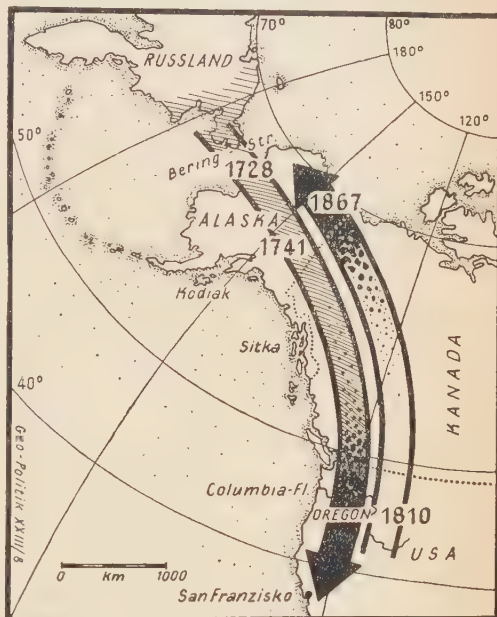 70°
80°
RUSSLAND
180°
150°
50°
120°
Bering Str.
1728
1867
ALASKA
1741
Kodiak
Sitka
KANADA
40°
Columbia-Fl.
OREGON
1810
USA
0 km 1000
San Franzisko
Geo-Politik XXIII/8